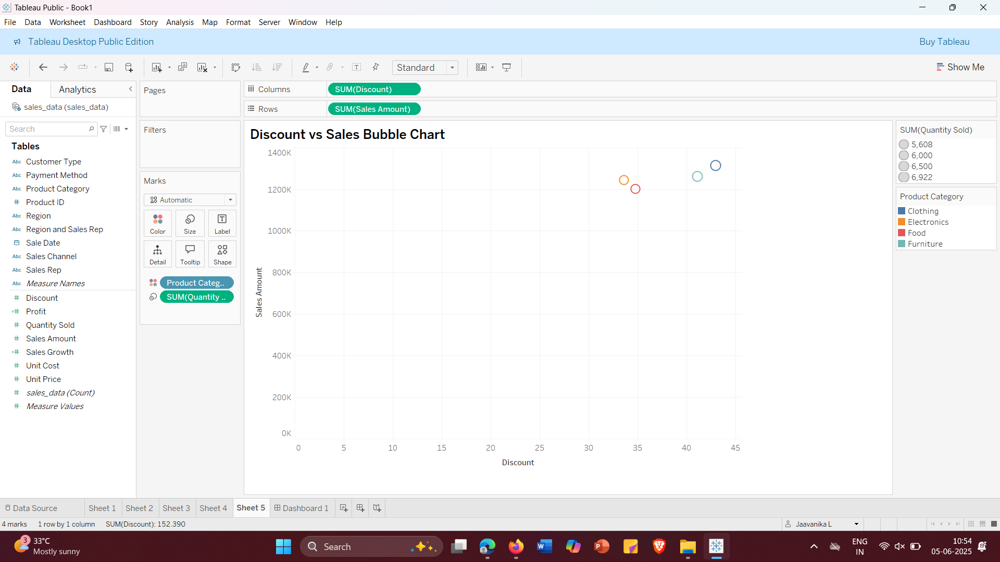 Tableau Public - Book1
File Data Worksheet Dashboard Story Analysis Map Format Server Window Help
Tableau Desktop Public Edition
Buy Tableau
Standard
Show Me
Data
Analytics
sales_data (sales_data)
Search
Tables
Abc Customer Type
Abc Payment Method
Abc Product Category
# Product ID
Abc Region
Abc Region and Sales Rep
Sale Date
Abc Sales Channel
Abc Sales Rep
Abc Measure Names
# Discount
=# Profit
# Quantity Sold
# Sales Amount
=# Sales Growth
# Unit Cost
# Unit Price
# sales_data (Count)
# Measure Values
Pages
Filters
Marks
Automatic
Color Size Label
Detail Tooltip Shape
Product Categ..
SUM(Quantity ..
Columns SUM(Discount)
Rows SUM(Sales Amount)
Discount vs Sales Bubble Chart
1400K
1200K
1000K
800K
600K
400K
200K
0K
Sales Amount
0 5 10 15 20 25 30 35 40 45
Discount
SUM(Quantity Sold)
5,608
6,000
6,500
6,922
Product Category
Clothing
Electronics
Food
Furniture
Data Source Sheet 1 Sheet 2 Sheet 3 Sheet 4 Sheet 5 Dashboard 1
4 marks 1 row by 1 column SUM(Discount): 152.390
Jaavanika L
3
33°C
Mostly sunny
Search
ENG
IN
10:54
05-06-2025